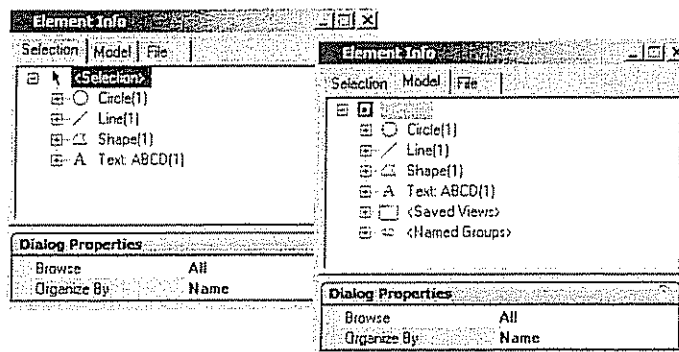 Element Info
Selection Model File
<Selection>
Circle(1)
Line(1)
Shape(1)
A Text: ABCD(1)
Dialog Properties
Browse All
Organize By Name
Element Info
Selection Model File
Circle(1)
Line(1)
Shape(1)
A Text: ABCD(1)
<Saved Views>
<Named Groups>
Dialog Properties
Browse All
Organize By Name